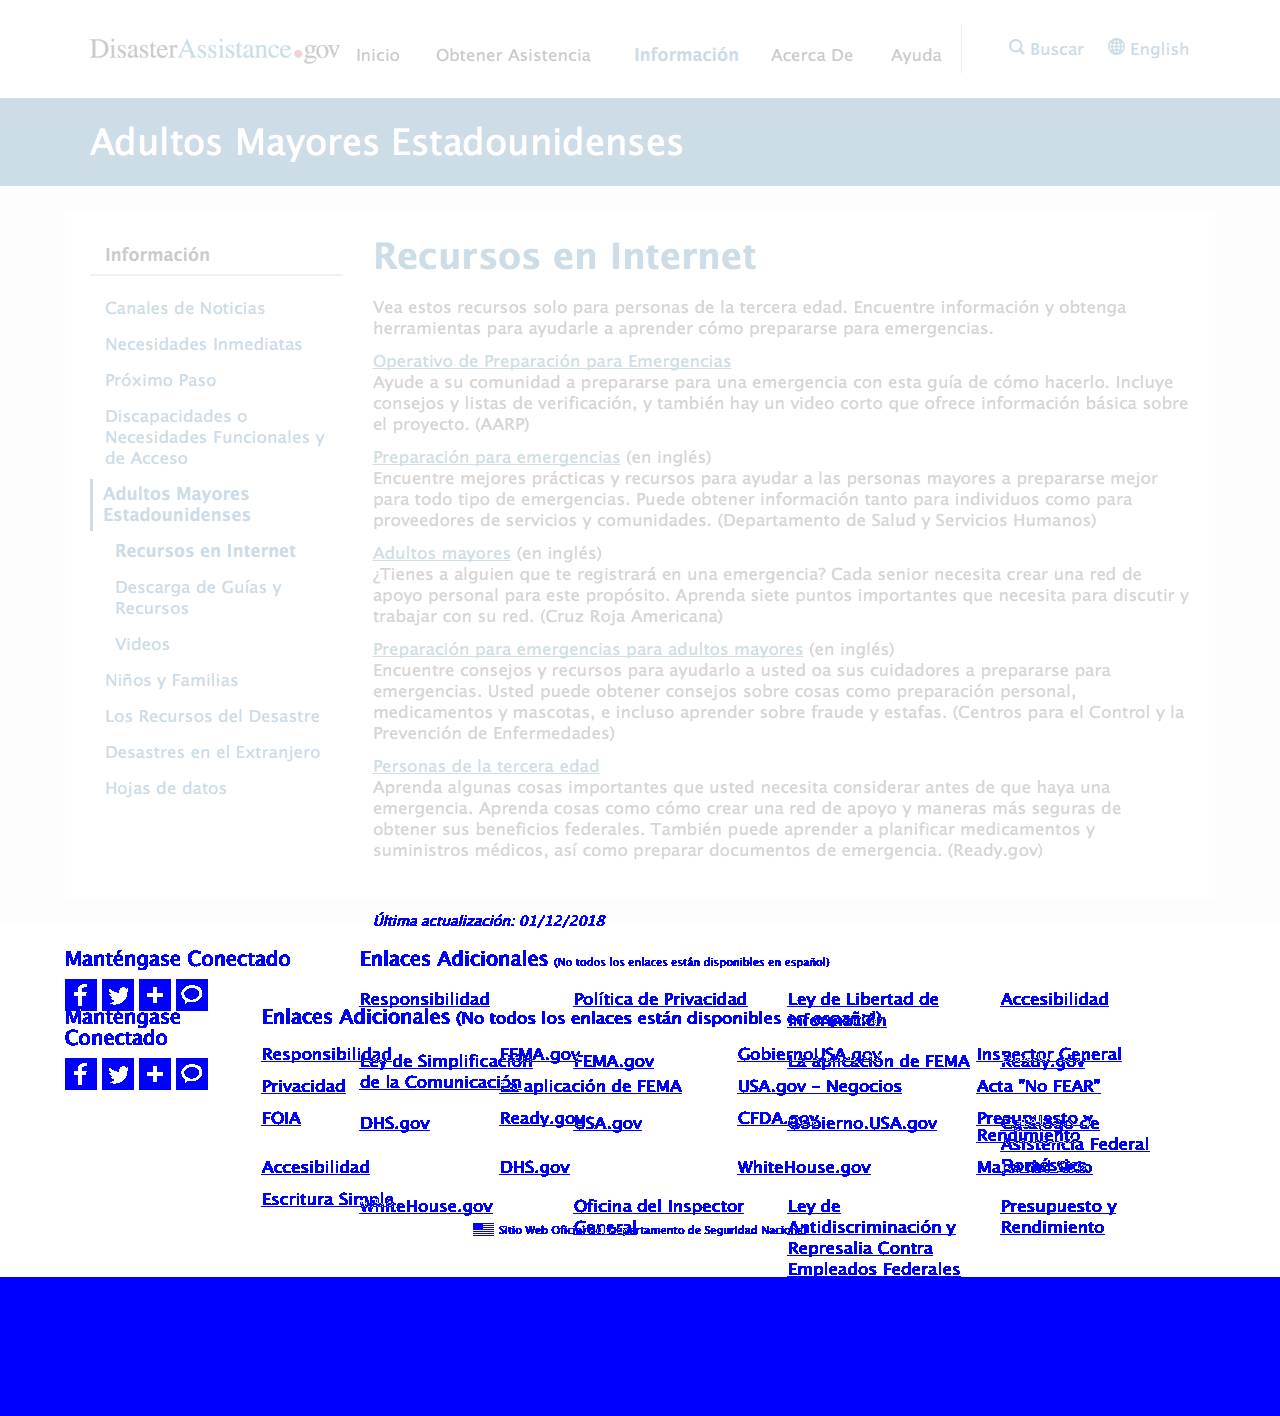 DisasterAssistance.gov
Inicio Obtener Asistencia Información Acerca De Ayuda Buscar English
Adultos Mayores Estadounidenses
Información
Canales de Noticias
Necesidades Inmediatas
Próximo Paso
Discapacidades o
Necesidades Funcionales y
de Acceso
Adultos Mayores
Estadounidenses
Recursos en Internet
Descarga de Guías y
Recursos
Videos
Niños y Familias
Los Recursos del Desastre
Desastres en el Extranjero
Hojas de datos
Recursos en Internet
Vea estos recursos solo para personas de la tercera edad. Encuentre información y obtenga
herramientas para ayudarle a aprender cómo prepararse para emergencias.
Operativo de Preparación para Emergencias
Ayude a su comunidad a prepararse para una emergencia con esta guía de cómo hacerlo. Incluye
consejos y listas de verificación, y también hay un video corto que ofrece información básica sobre
el proyecto. (AARP)
Preparación para emergencias (en inglés)
Encuentre mejores prácticas y recursos para ayudar a las personas mayores a prepararse mejor
para todo tipo de emergencias. Puede obtener información tanto para individuos como para
proveedores de servicios y comunidades. (Departamento de Salud y Servicios Humanos)
Adultos mayores (en inglés)
¿Tienes a alguien que te registrará en una emergencia? Cada senior necesita crear una red de
apoyo personal para este propósito. Aprenda siete puntos importantes que necesita para discutir y
trabajar con su red. (Cruz Roja Americana)
Preparación para emergencias para adultos mayores (en inglés)
Encuentre consejos y recursos para ayudarlo a usted oa sus cuidadores a prepararse para
emergencias. Usted puede obtener consejos sobre cosas como preparación personal,
medicamentos y mascotas, e incluso aprender sobre fraude y estafas. (Centros para el Control y la
Prevención de Enfermedades)
Personas de la tercera edad
Aprenda algunas cosas importantes que usted necesita considerar antes de que haya una
emergencia. Aprenda cosas como cómo crear una red de apoyo y maneras más seguras de
obtener sus beneficios federales. También puede aprender a planificar medicamentos y
suministros médicos, así como preparar documentos de emergencia. (Ready.gov)
Última actualización: 01/12/2018
Manténgase Conectado
Enlaces Adicionales (No todos los enlaces están disponibles en español)
Responsibilidad Política de Privacidad Ley de Libertad de Accesibilidad
Información
Ley de Simplificación FEMA.gov La aplicación de FEMA Ready.gov
de la Comunicación
DHS.gov USA.gov Gobierno.USA.gov Catálogo de
Asistencia Federal
WhiteHouse.gov Oficina del Inspector Ley de Presupuesto y
General Antidiscriminación y Rendimiento
Represalia Contra
Empleados Federales
Manténgase
Conectado
Enlaces Adicionales (No todos los enlaces están disponibles en español)
Responsibilidad FEMA.gov GobiernoUSA.gov Inspector General
Privacidad La aplicación de FEMA USA.gov – Negocios Acta "No FEAR"
FOIA Ready.gov CFDA.gov Presupuesto y
Rendimiento
Accesibilidad DHS.gov WhiteHouse.gov
Escritura Simple
Sitio Web Oficial del Departamento de Seguridad Nacional